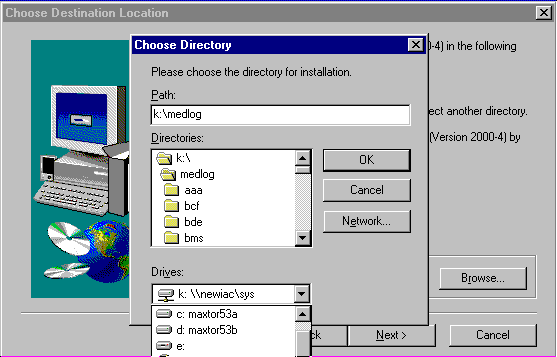 Choose Destination Location
Choose Directory
0-4) in the following
Please choose the directory for installation.
Path:
k:\medlog
ect another directory.
Directories:
(Version 2000-4) by
k:\
medlog
aaa
bcf
bde
bms
OK
Cancel
Network...
Drives:
k: \\newiac\sys
Browse...
c: maxtor53a
d: maxtor53b
e:
ck
Next >
Cancel